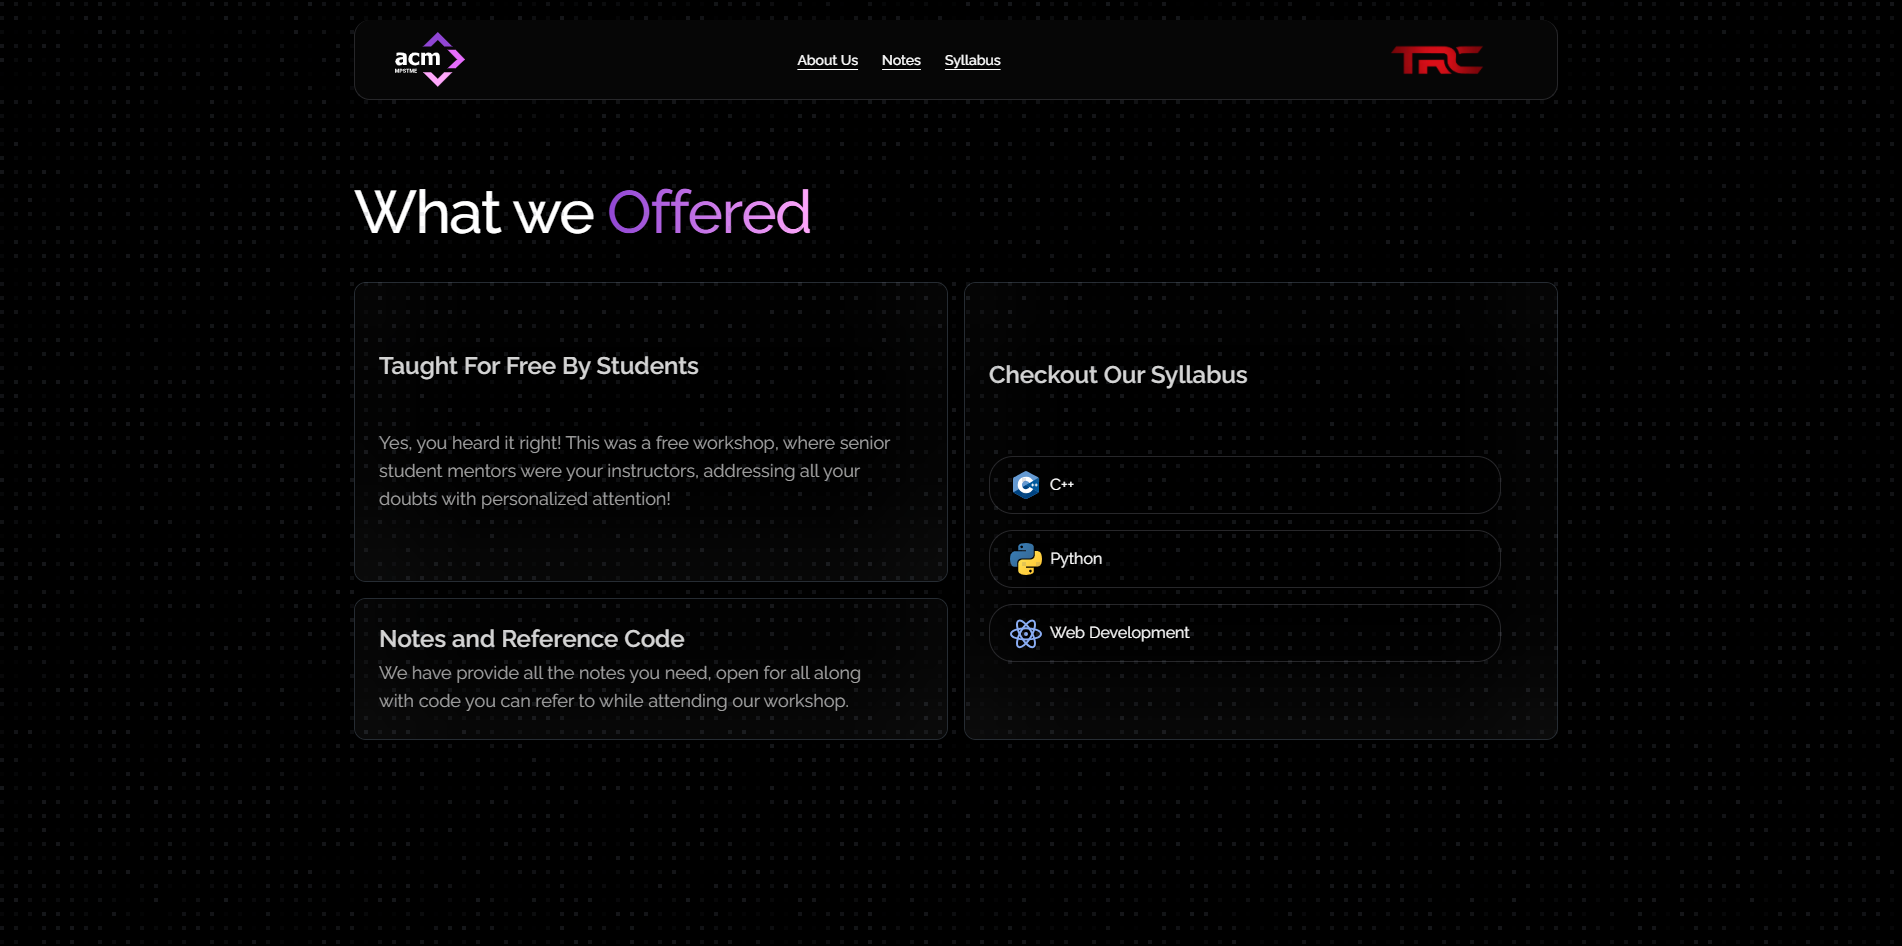 acm
MPSTME
About Us
Notes
Syllabus
TRC
What we Offered
Taught For Free By Students
Yes, you heard it right! This was a free workshop, where senior
student mentors were your instructors, addressing all your
doubts with personalized attention!
Notes and Reference Code
We have provide all the notes you need, open for all along
with code you can refer to while attending our workshop.
Checkout Our Syllabus
C++
Python
Web Development